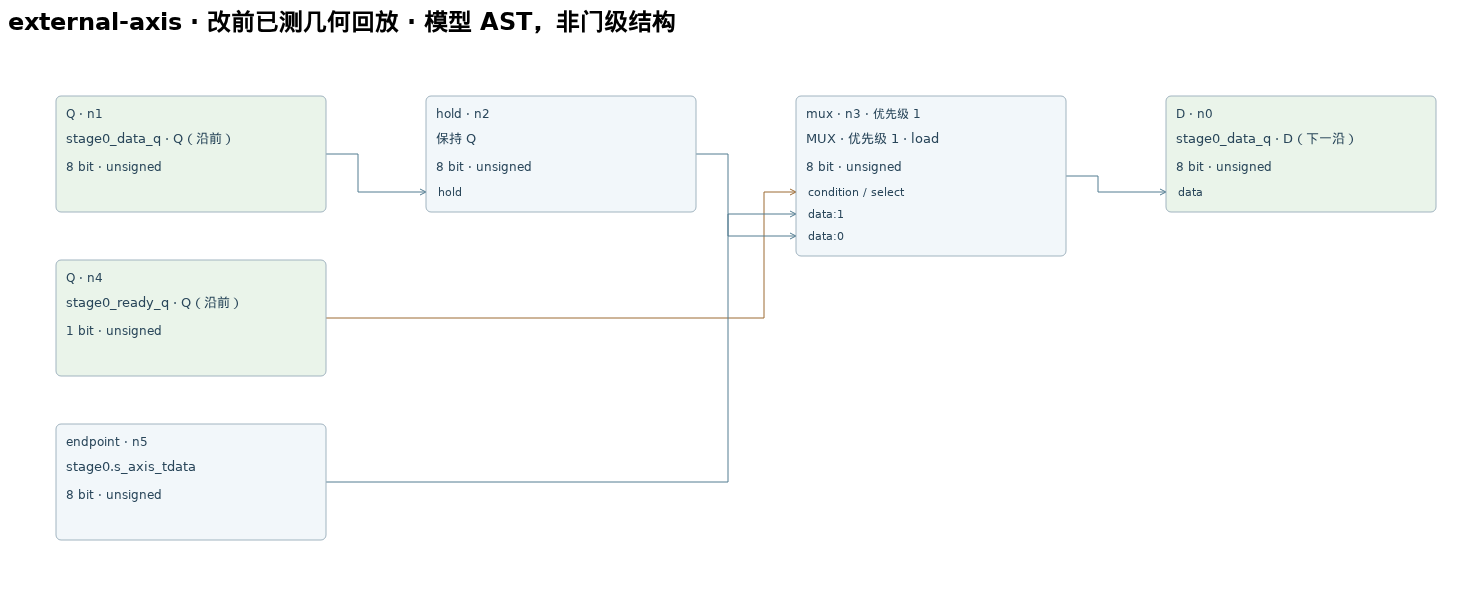 external-axis · 改前已测几何回放 · 模型 AST，非门级结构
Q · n1
stage0_data_q · Q（沿前）
8 bit · unsigned
hold · n2
保持 Q
8 bit · unsigned
hold
mux · n3 · 优先级 1
MUX · 优先级 1 · load
8 bit · unsigned
condition / select
data:1
data:0
D · n0
stage0_data_q · D（下一沿）
8 bit · unsigned
data
Q · n4
stage0_ready_q · Q（沿前）
1 bit · unsigned
endpoint · n5
stage0.s_axis_tdata
8 bit · unsigned